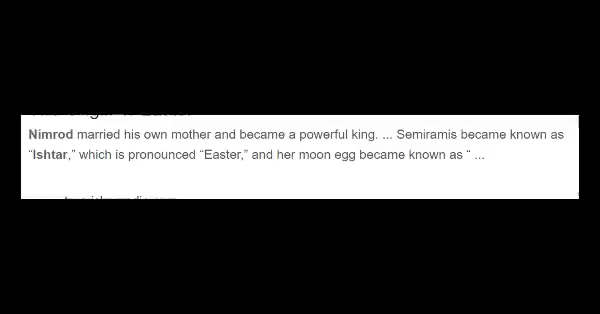 Nimrod married his own mother and became a powerful king. ... Semiramis became known as
“Ishtar,” which is pronounced “Easter,” and her moon egg became known as “ ...